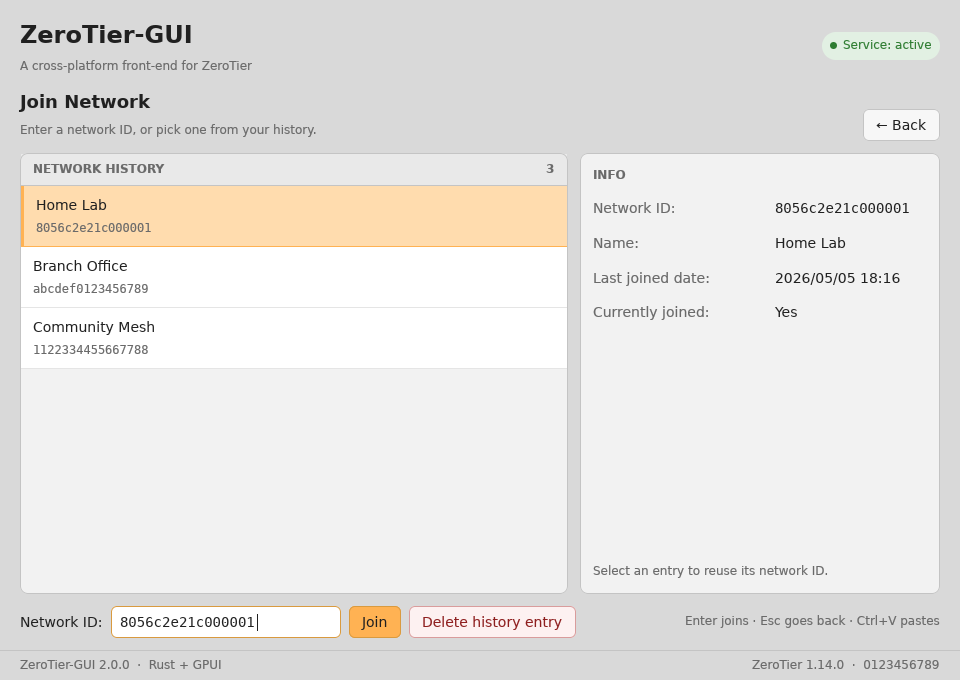 ZeroTier-GUI
A cross-platform front-end for ZeroTier
● Service: active
Join Network
Enter a network ID, or pick one from your history.
← Back
NETWORK HISTORY 3
Home Lab
8056c2e21c000001
Branch Office
abcdef0123456789
Community Mesh
1122334455667788
INFO
Network ID: 8056c2e21c000001
Name: Home Lab
Last joined date: 2026/05/05 18:16
Currently joined: Yes
Select an entry to reuse its network ID.
Network ID: 8056c2e21c000001 Join Delete history entry Enter joins · Esc goes back · Ctrl+V pastes
ZeroTier-GUI 2.0.0 · Rust + GPUI ZeroTier 1.14.0 · 0123456789